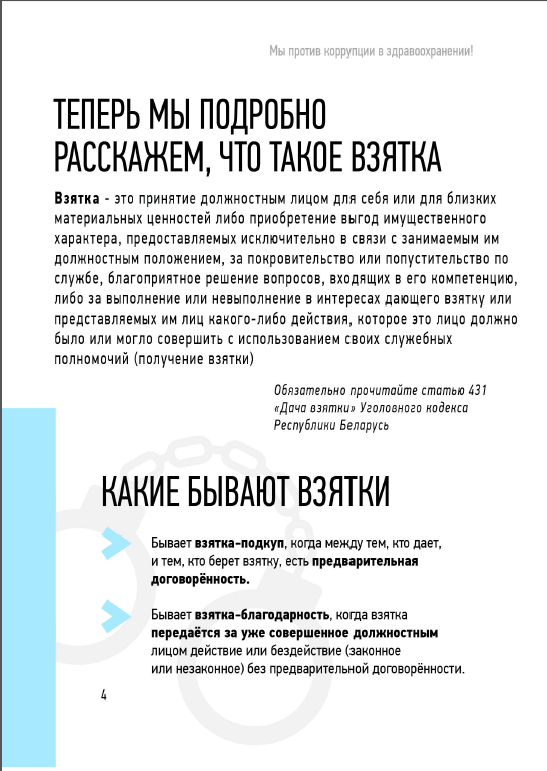 Мы против коррупции в здравоохранении!
ТЕПЕРЬ МЫ ПОДРОБНО
РАССКАЖЕМ, ЧТО ТАКОЕ ВЗЯТКА
Взятка - это принятие должностным лицом для себя или для близких
материальных ценностей либо приобретение выгод имущественного
характера, предоставляемых исключительно в связи с занимаемым им
должностным положением, за покровительство или попустительство по
службе, благоприятное решение вопросов, входящих в его компетенцию,
либо за выполнение или невыполнение в интересах дающего взятку или
представляемых им лиц какого-либо действия, которое это лицо должно
было или могло совершить с использованием своих служебных
полномочий (получение взятки)
Обязательно прочитайте статью 431
«Дача взятки» Уголовного кодекса
Республики Беларусь
КАКИЕ БЫВАЮТ ВЗЯТКИ
Бывает взятка-подкуп, когда между тем, кто дает,
и тем, кто берет взятку, есть предварительная
договорённость.
Бывает взятка-благодарность, когда взятка
передаётся за уже совершенное должностным
лицом действие или бездействие (законное
или незаконное) без предварительной договорённости.
4